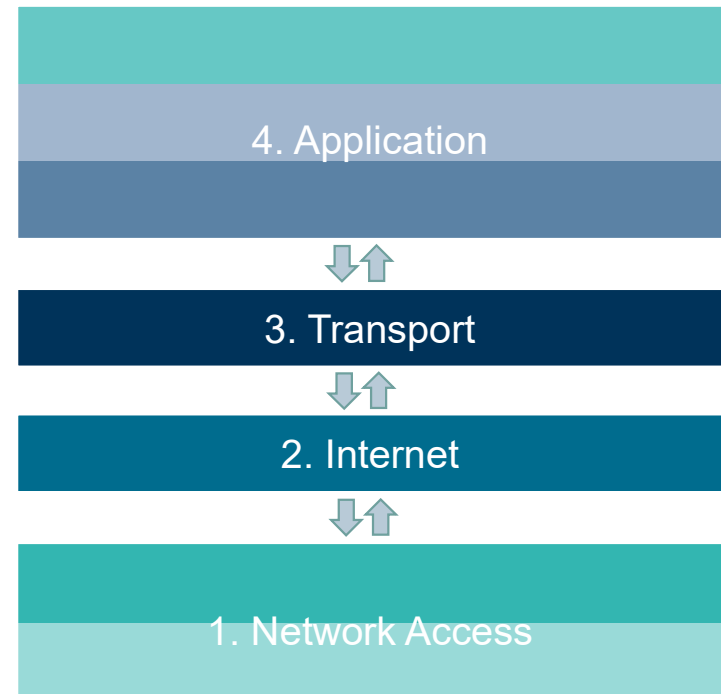 4. Application
3. Transport
2. Internet
1. Network Access